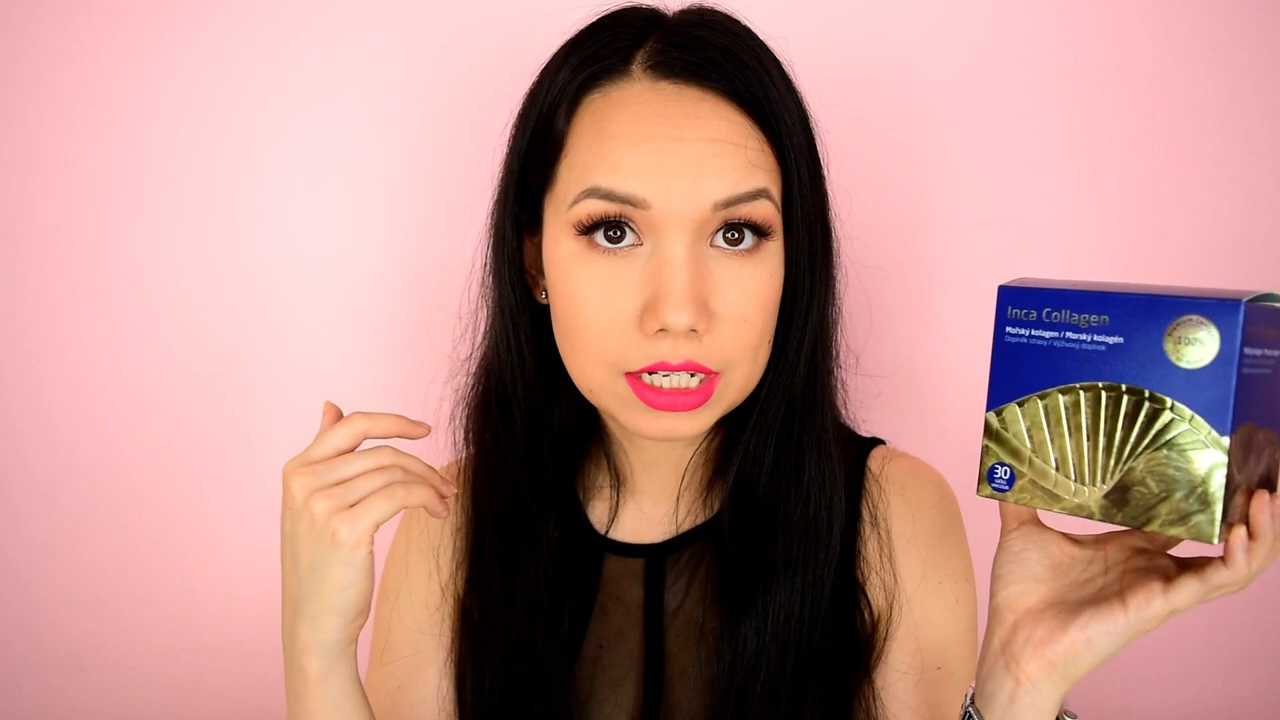 Inca Collagen
Mořský kolagen / Morský kolagén
Doplněk stravy / Výživový doplnok
100%
30